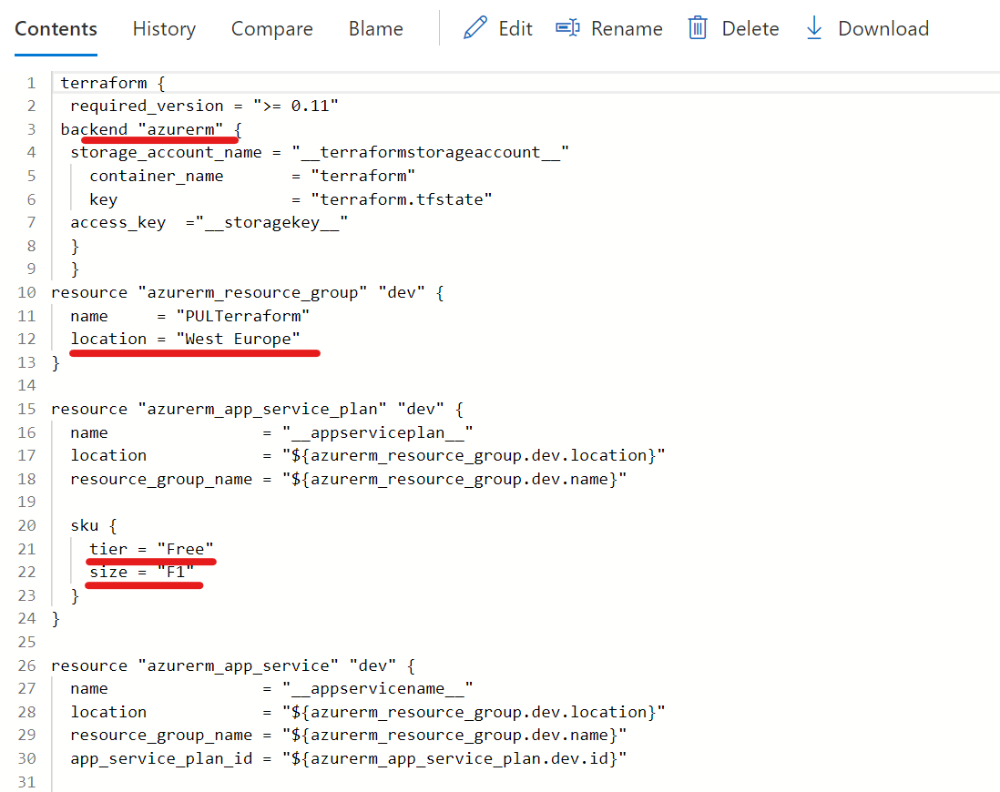 Contents History Compare Blame Edit Rename Delete Download
1 terraform {
2 required_version = ">= 0.11"
3 backend "azurerm" {
4 storage_account_name = "__terraformstorageaccount__"
5 container_name = "terraform"
6 key = "terraform.tfstate"
7 access_key ="__storagekey__"
8 }
9 }
10 resource "azurerm_resource_group" "dev" {
11 name = "PULTerraform"
12 location = "West Europe"
13 }
14
15 resource "azurerm_app_service_plan" "dev" {
16 name = "__appserviceplan__"
17 location = "${azurerm_resource_group.dev.location}"
18 resource_group_name = "${azurerm_resource_group.dev.name}"
19
20 sku {
21 tier = "Free"
22 size = "F1"
23 }
24 }
25
26 resource "azurerm_app_service" "dev" {
27 name = "__appservicename__"
28 location = "${azurerm_resource_group.dev.location}"
29 resource_group_name = "${azurerm_resource_group.dev.name}"
30 app_service_plan_id = "${azurerm_app_service_plan.dev.id}"
31